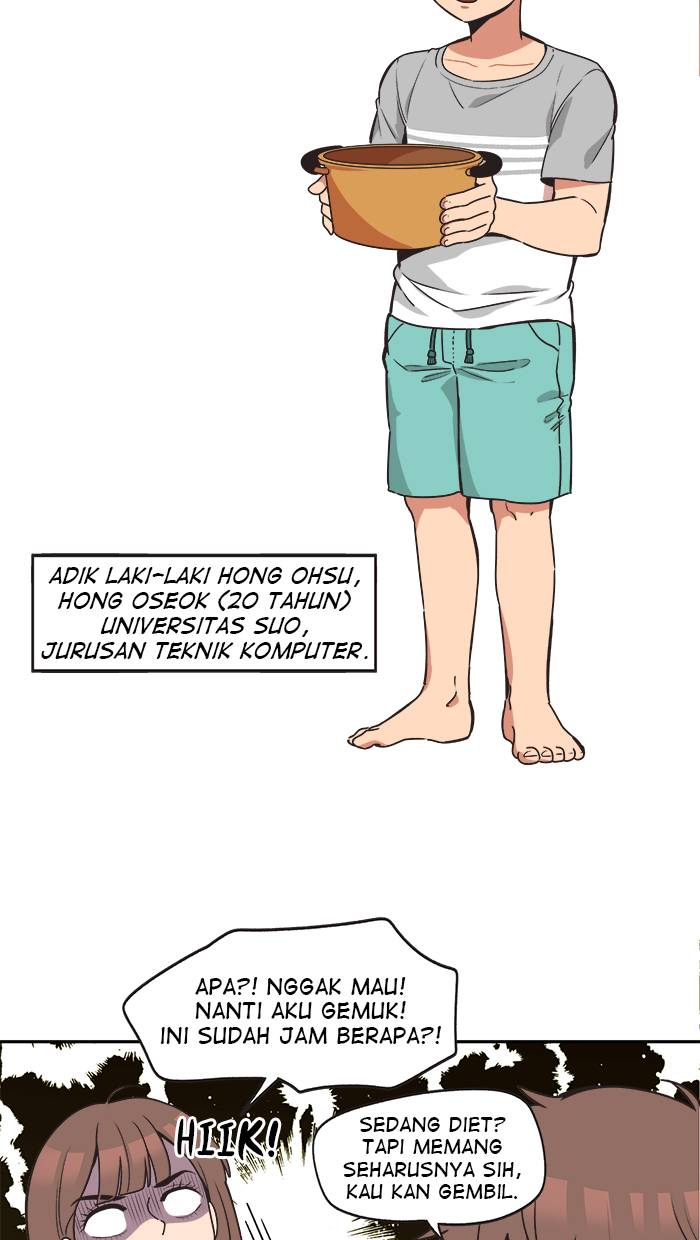 ADIK LAKI-LAKI HONG OHSU,
HONG OSEOK (20 TAHUN)
UNIVERSITAS SUO,
JURUSAN TEKNIK KOMPUTER.
APA?! NGGAK MAU!
NANTI AKU GEMUK!
INI SUDAH JAM BERAPA?!
HIIK!
SEDANG DIET?
TAPI MEMANG
SEHARUSNYA SIH,
KAU KAN GEMBIL.